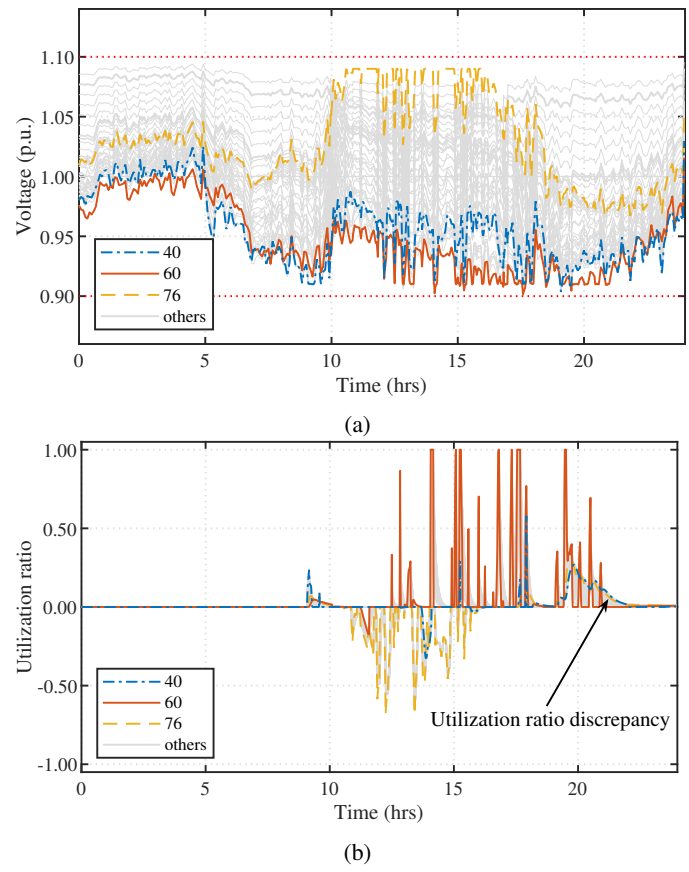 1.10
1.05
1.00
0.95
0.90
Voltage (p.u.)
40
60
76
others
0
5
10
15
20
Time (hrs)
(a)
1.00
0.50
0.00
-0.50
-1.00
Utilization ratio
40
60
76
others
Utilization ratio discrepancy
0
5
10
15
20
Time (hrs)
(b)